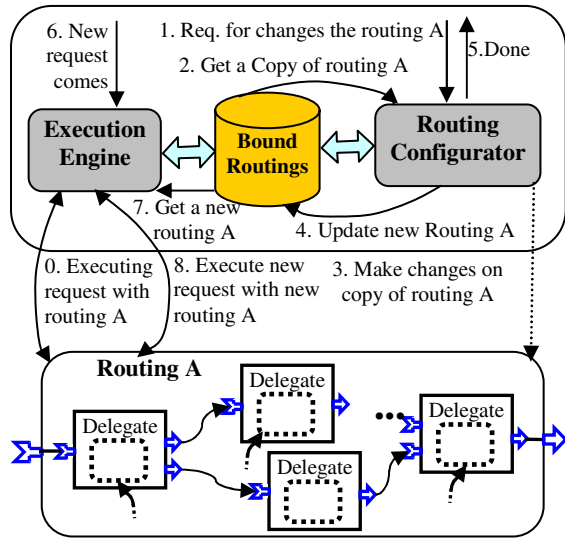 6. New
request
comes
1. Req. for changes the routing A
5.Done
2. Get a Copy of routing A
Execution
Engine
Bound
Routings
Routing
Configurator
7. Get a new
routing A
4. Update new Routing A
0. Executing
request with
routing A
8. Execute new
request with new
routing A
3. Make changes on
copy of routing A
Routing A
Delegate
Delegate
Delegate
Delegate